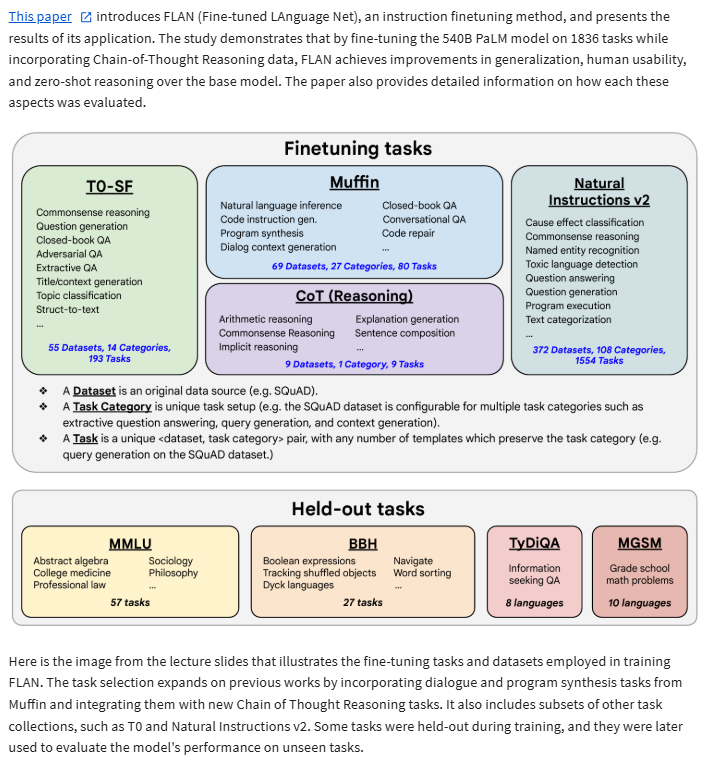 This paper introduces FLAN (Fine-tuned LAnguage Net), an instruction finetuning method, and presents the
results of its application. The study demonstrates that by fine-tuning the 540B PaLM model on 1836 tasks while
incorporating Chain-of-Thought Reasoning data, FLAN achieves improvements in generalization, human usability,
and zero-shot reasoning over the base model. The paper also provides detailed information on how each these
aspects was evaluated.
Finetuning tasks
T0-SF
Commonsense reasoning
Question generation
Closed-book QA
Adversarial QA
Extractive QA
Title/context generation
Topic classification
Struct-to-text
...
55 Datasets, 14 Categories,
193 Tasks
Muffin
Natural language inference
Code instruction gen.
Program synthesis
Dialog context generation
Closed-book QA
Conversational QA
Code repair
...
69 Datasets, 27 Categories, 80 Tasks
CoT (Reasoning)
Arithmetic reasoning
Commonsense Reasoning
Implicit reasoning
Explanation generation
Sentence composition
...
9 Datasets, 1 Category, 9 Tasks
Natural
Instructions v2
Cause effect classification
Commonsense reasoning
Named entity recognition
Toxic language detection
Question answering
Question generation
Program execution
Text categorization
...
372 Datasets, 108 Categories,
1554 Tasks
❖ A Dataset is an original data source (e.g. SQuAD).
❖ A Task Category is unique task setup (e.g. the SQuAD dataset is configurable for multiple task categories such as
extractive question answering, query generation, and context generation).
❖ A Task is a unique <dataset, task category> pair, with any number of templates which preserve the task category (e.g.
query generation on the SQuAD dataset.)
Held-out tasks
MMLU
Abstract algebra
College medicine
Professional law
Sociology
Philosophy
...
57 tasks
BBH
Boolean expressions
Tracking shuffled objects
Dyck languages
Navigate
Word sorting
...
27 tasks
TyDiQA
Information
seeking QA
8 languages
MGSM
Grade school
math problems
10 languages
Here is the image from the lecture slides that illustrates the fine-tuning tasks and datasets employed in training
FLAN. The task selection expands on previous works by incorporating dialogue and program synthesis tasks from
Muffin and integrating them with new Chain of Thought Reasoning tasks. It also includes subsets of other task
collections, such as T0 and Natural Instructions v2. Some tasks were held-out during training, and they were later
used to evaluate the model's performance on unseen tasks.